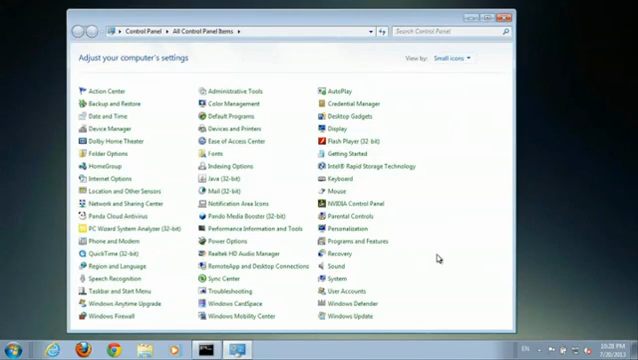 Control Panel ▸ All Control Panel Items ▸
Search Control Panel
Adjust your computer's settings
View by: Small icons
Action Center
Administrative Tools
AutoPlay
Backup and Restore
Color Management
Credential Manager
Date and Time
Default Programs
Desktop Gadgets
Device Manager
Devices and Printers
Display
Dolby Home Theater
Ease of Access Center
Flash Player (32-bit)
Folder Options
Fonts
Getting Started
HomeGroup
Indexing Options
Intel® Rapid Storage Technology
Internet Options
Java (32-bit)
Keyboard
Location and Other Sensors
Mail (32-bit)
Mouse
Network and Sharing Center
Notification Area Icons
NVIDIA Control Panel
Panda Cloud Antivirus
Panda Media Booster (32-bit)
Parental Controls
PC Wizard System Analyzer (32-bit)
Performance Information and Tools
Personalization
Phone and Modem
Power Options
Programs and Features
QuickTime (32-bit)
Realtek HD Audio Manager
Recovery
Region and Language
RemoteApp and Desktop Connections
Sound
Speech Recognition
Sync Center
System
Taskbar and Start Menu
Troubleshooting
User Accounts
Windows Anytime Upgrade
Windows CardSpace
Windows Defender
Windows Firewall
Windows Mobility Center
Windows Update
EN
10:28 PM
7/20/2013